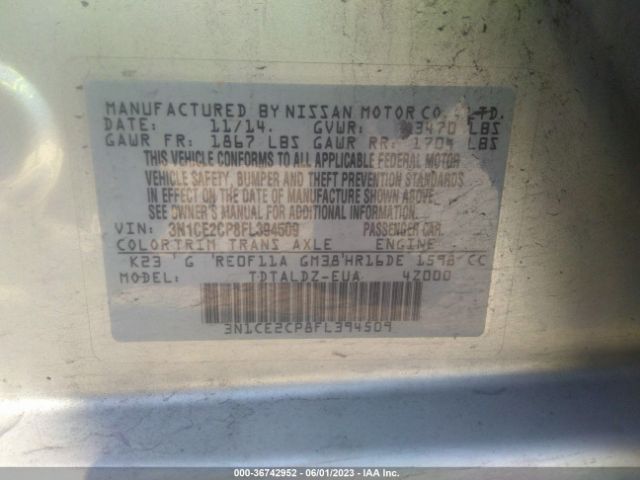 MANUFACTURED BY NISSAN MOTOR CO. LTD.
DATE: 11/14. GVWR: 3470 LBS
GAWR FR: 1867 LBS GAWR RR: 1704 LBS
THIS VEHICLE CONFORMS TO ALL APPLICABLE FEDERAL MOTOR
VEHICLE SAFETY, BUMPER AND THEFT PREVENTION STANDARDS
IN EFFECT ON THE DATE OF MANUFACTURE SHOWN ABOVE.
SEE OWNER'S MANUAL FOR ADDITIONAL INFORMATION.
VIN: 3N1CE2CP8FL394509 PASSENGER CAR
COLOR TRIM TRANS AXLE ENGINE
K23 G RE0F11A GM38 HR16DE 1598 CC
MODEL: TDTALDZ-EUA 4Z000
3N1CE2CP8FL394509
000-36742952 - 06/01/2023 - IAA Inc.